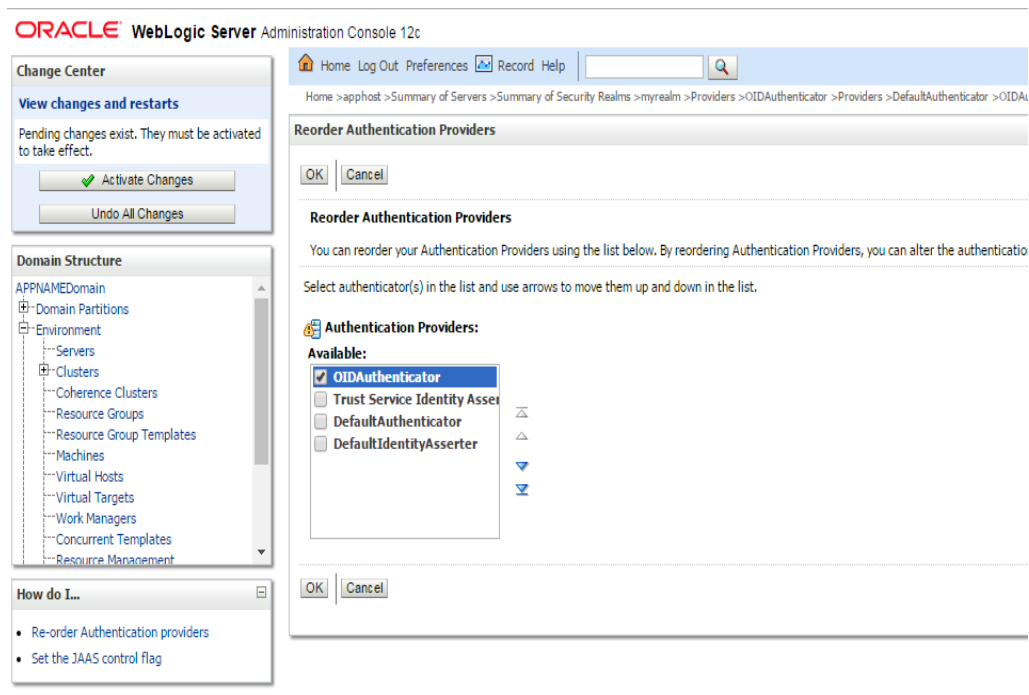 ORACLE WebLogic Server Administration Console 12c
Change Center
View changes and restarts
Pending changes exist. They must be activated
to take effect.
Activate Changes
Undo All Changes
Domain Structure
APPNAMEDomain
Domain Partitions
Environment
Servers
Clusters
Coherence Clusters
Resource Groups
Resource Group Templates
Machines
Virtual Hosts
Virtual Targets
Work Managers
Concurrent Templates
Resource Management
How do I...
Re-order Authentication providers
Set the JAAS control flag
Home Log Out Preferences Record Help
Home >apphost >Summary of Servers >Summary of Security Realms >myrealm >Providers >OIDAuthenticator >Providers >DefaultAuthenticator >OIDAu
Reorder Authentication Providers
OK Cancel
Reorder Authentication Providers
You can reorder your Authentication Providers using the list below. By reordering Authentication Providers, you can alter the authenticatio
Select authenticator(s) in the list and use arrows to move them up and down in the list.
Authentication Providers:
Available:
OIDAuthenticator
Trust Service Identity Asser
DefaultAuthenticator
DefaultIdentityAsserter
OK Cancel